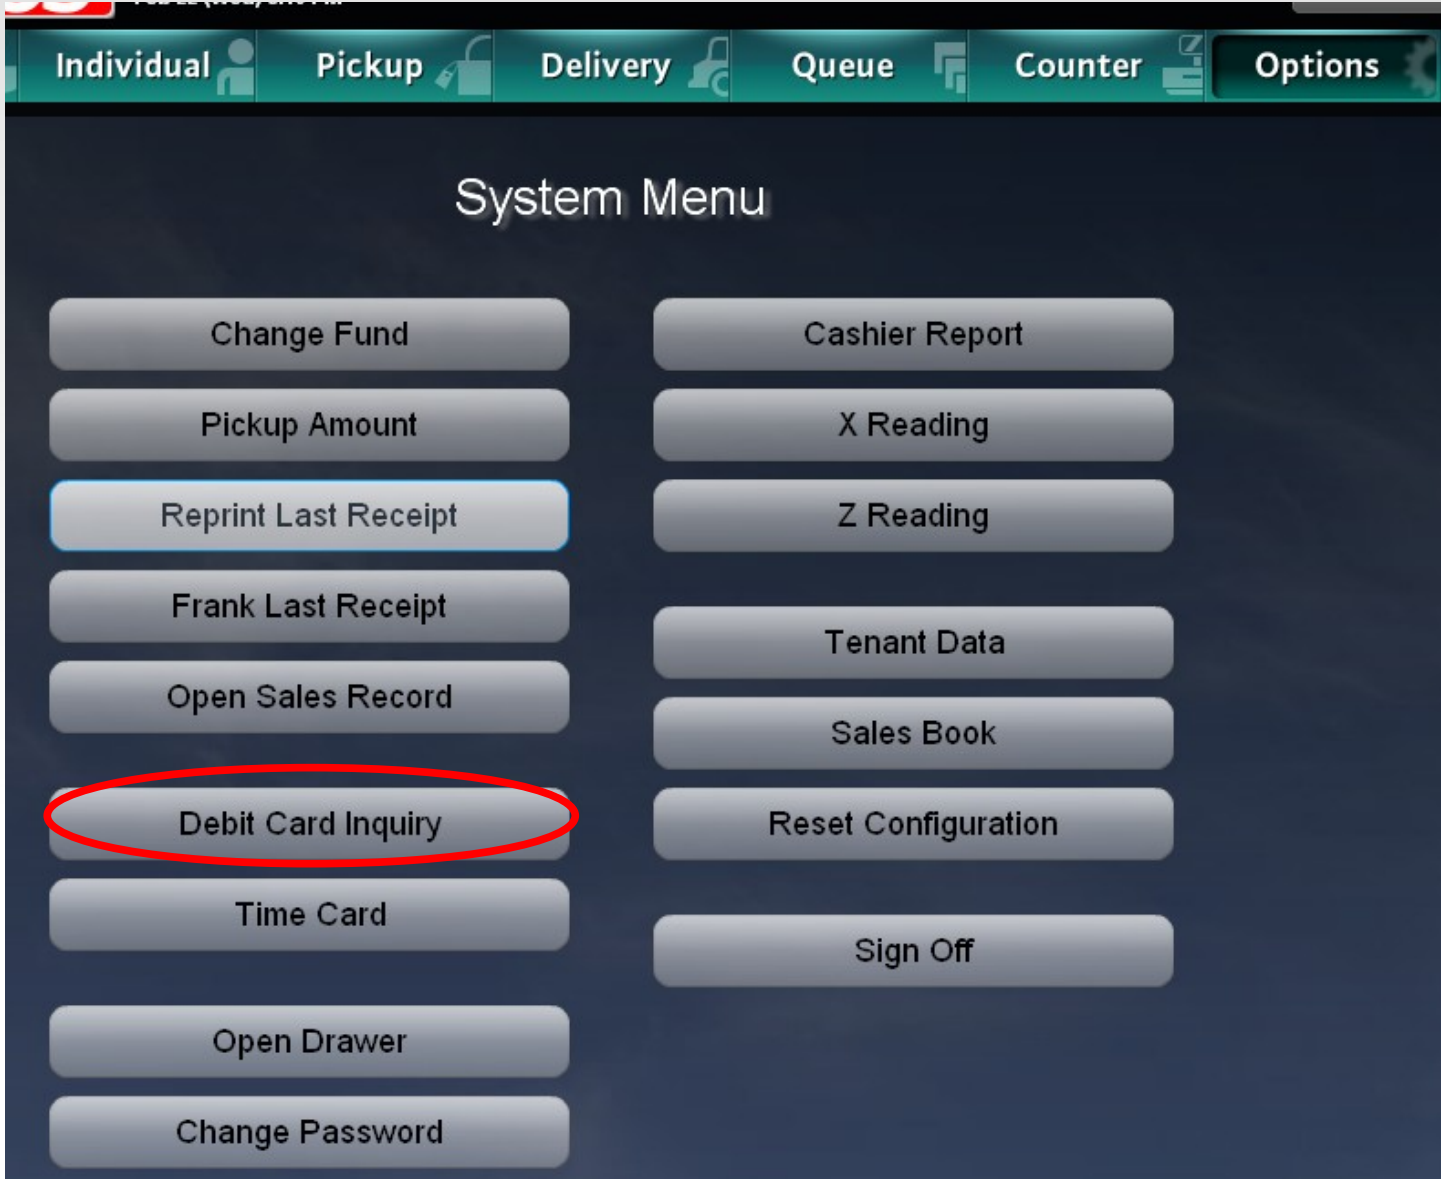 Individual
Pickup
Delivery
Queue
Counter
Options
System Menu
Change Fund
Pickup Amount
Reprint Last Receipt
Frank Last Receipt
Open Sales Record
Debit Card Inquiry
Time Card
Open Drawer
Change Password
Cashier Report
X Reading
Z Reading
Tenant Data
Sales Book
Reset Configuration
Sign Off